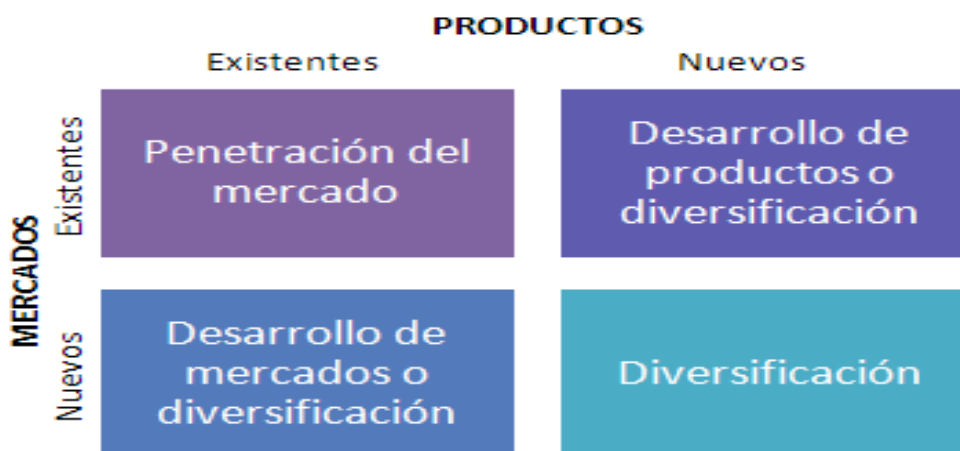 PRODUCTOS
Existentes
Nuevos
MERCADOS
Existentes
Penetración del
mercado
Desarrollo de
productos o
diversificación
Nuevos
Desarrollo de
mercados o
diversificación
Diversificación